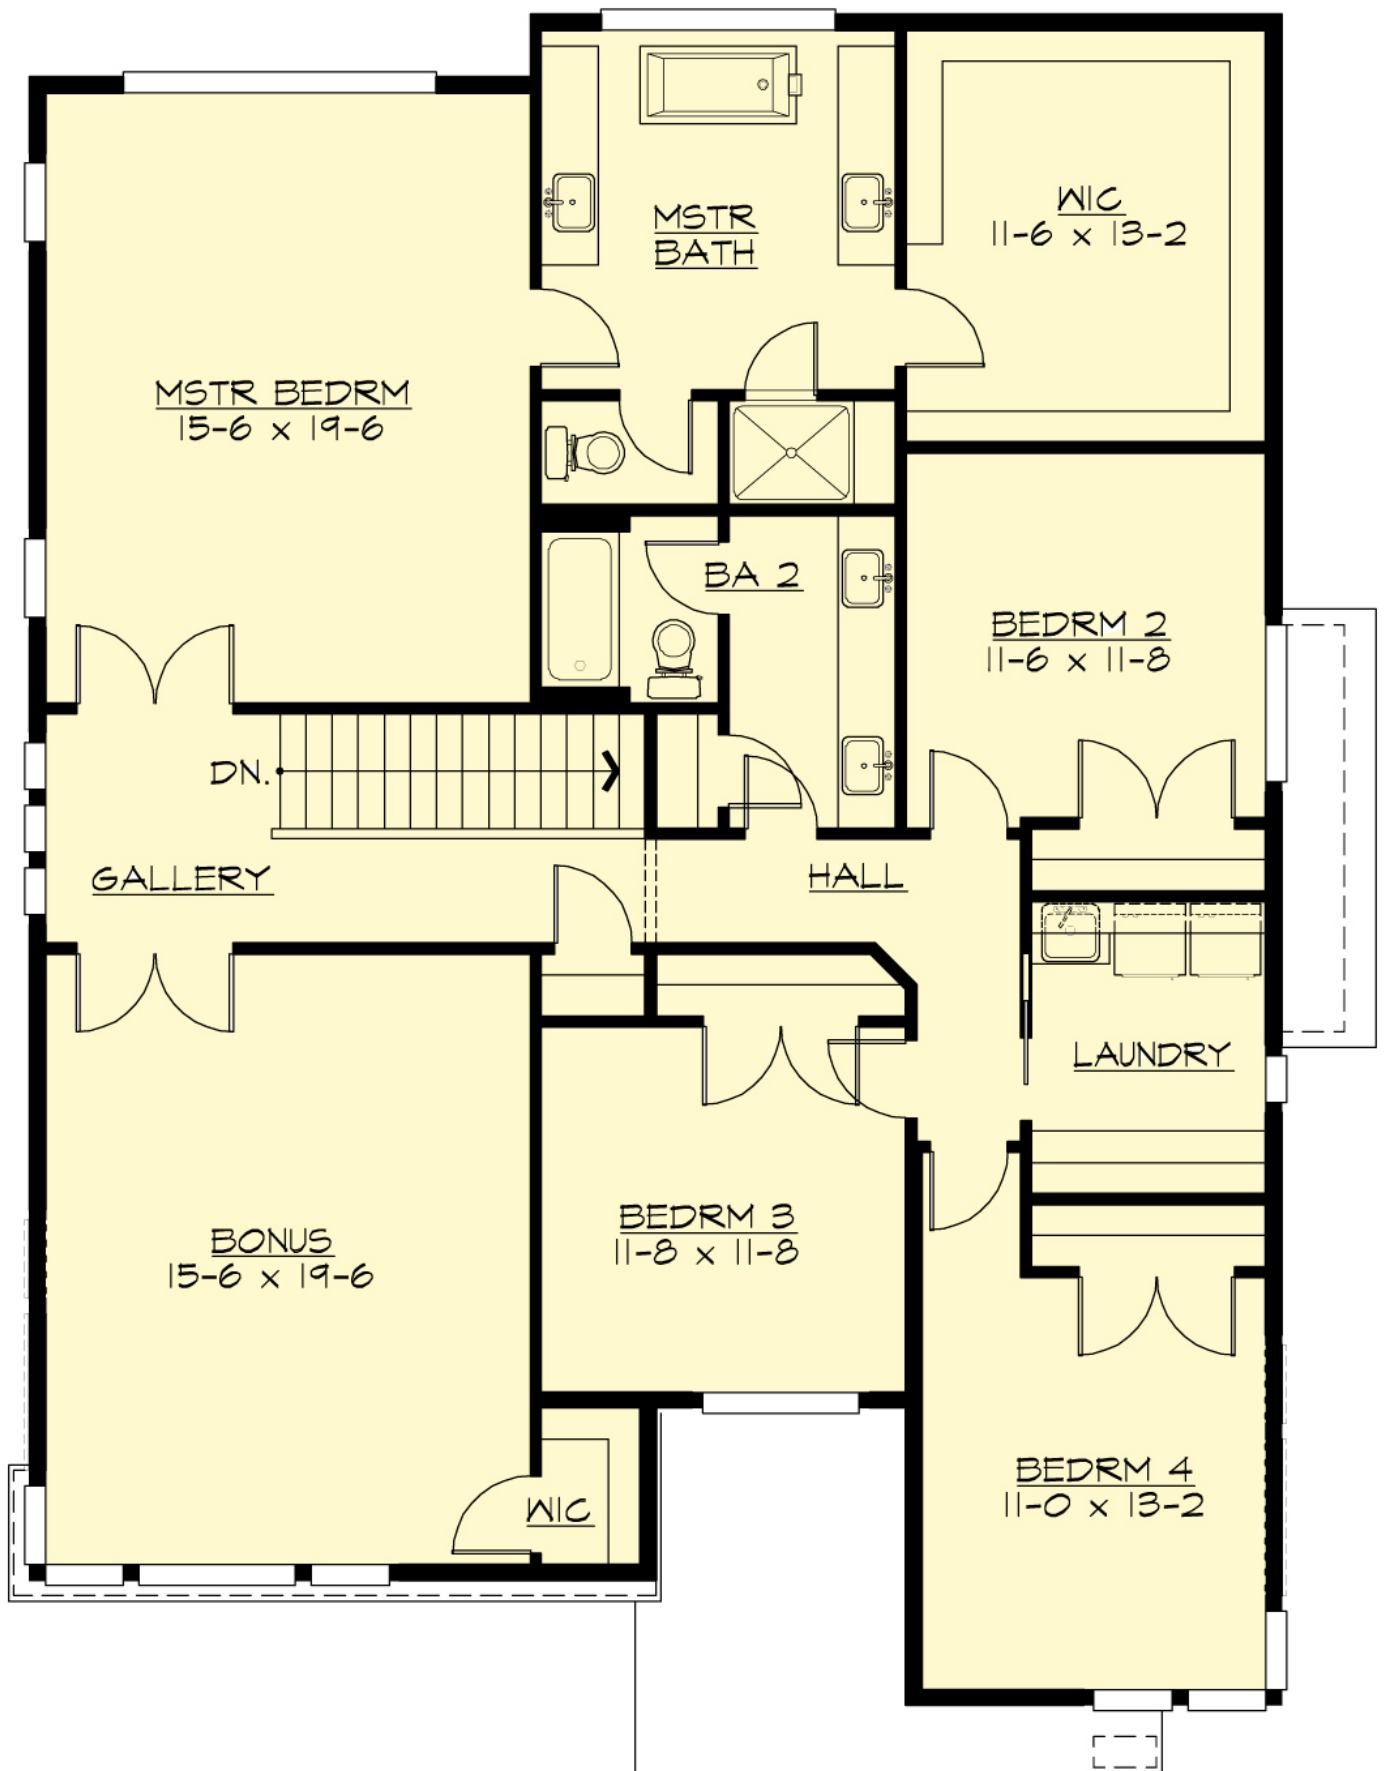 MSTR
BATH
WIC
11-6 x 13-2
MSTR BEDRM
15-6 x 19-6
BA 2
BEDRM 2
11-6 x 11-8
DN.
GALLERY
HALL
LAUNDRY
BEDRM 3
11-8 x 11-8
BONUS
15-6 x 19-6
BEDRM 4
11-0 x 13-2
WIC